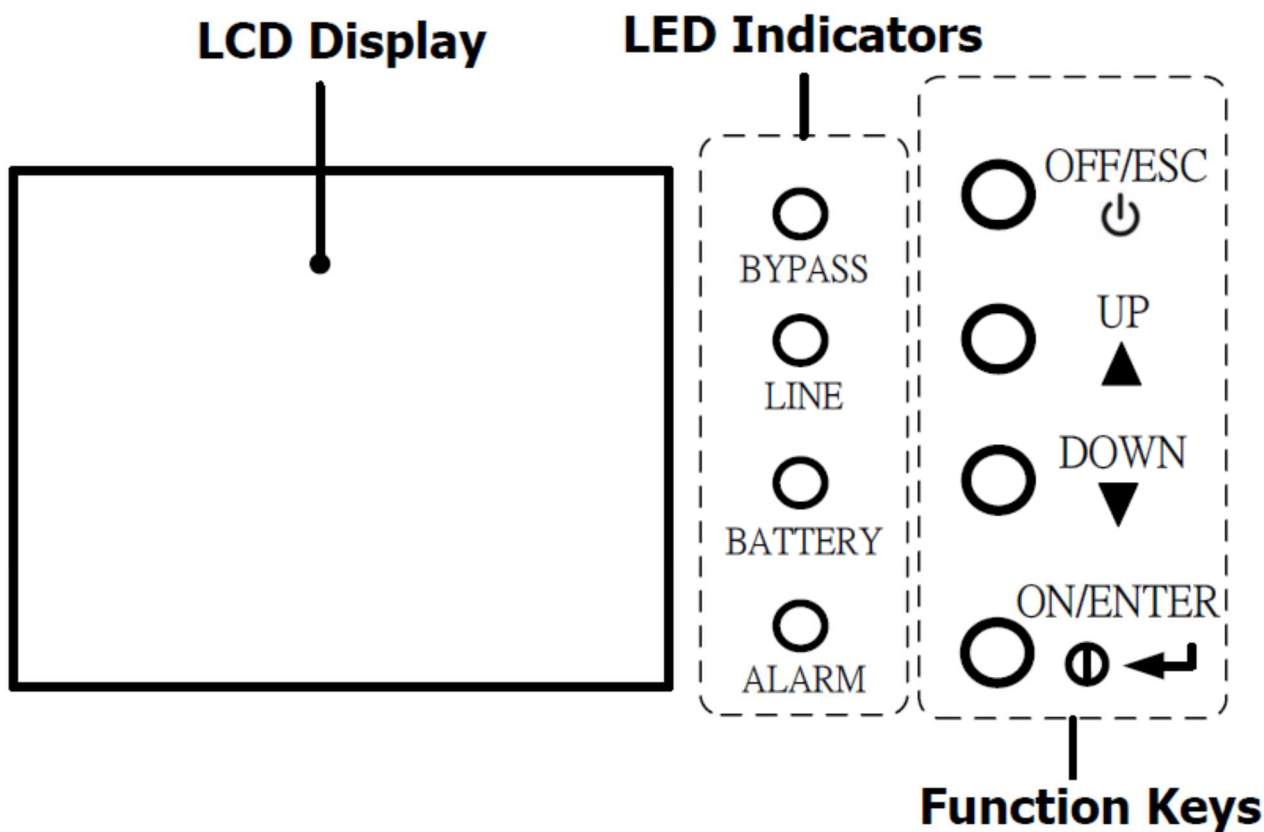 LCD Display
LED Indicators
BYPASS
LINE
BATTERY
ALARM
OFF/ESC
UP
DOWN
ON/ENTER
Function Keys